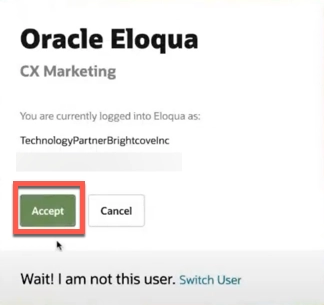 Oracle Eloqua
CX Marketing
You are currently logged into Eloqua as:
TechnologyPartnerBrightcoveInc
Accept Cancel
Wait! I am not this user. Switch User